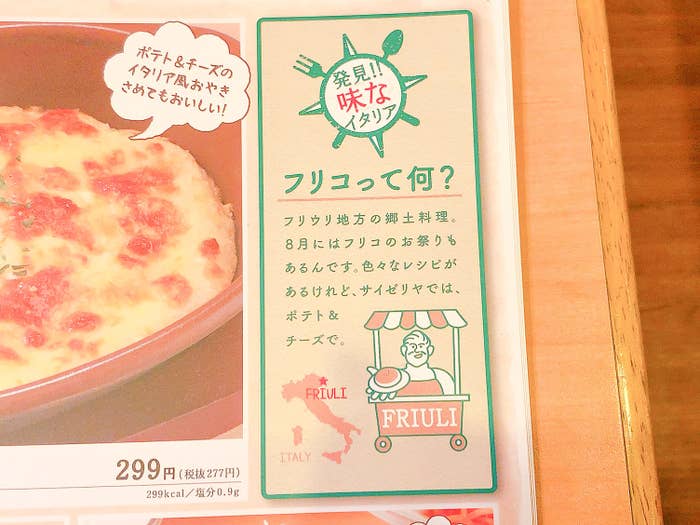 ポテト&チーズの
イタリア風おやき
さめてもおいしい!
発見!!
味な
イタリア
フリコって何?
フリウリ地方の郷土料理。
8月にはフリコのお祭りも
あるんです。色々なレシピが
あるけれど、サイゼリヤでは、
ポテト&
チーズで。
FRIULI
ITALY
FRIULI
299円(税抜277円)
299kcal/塩分0.9g